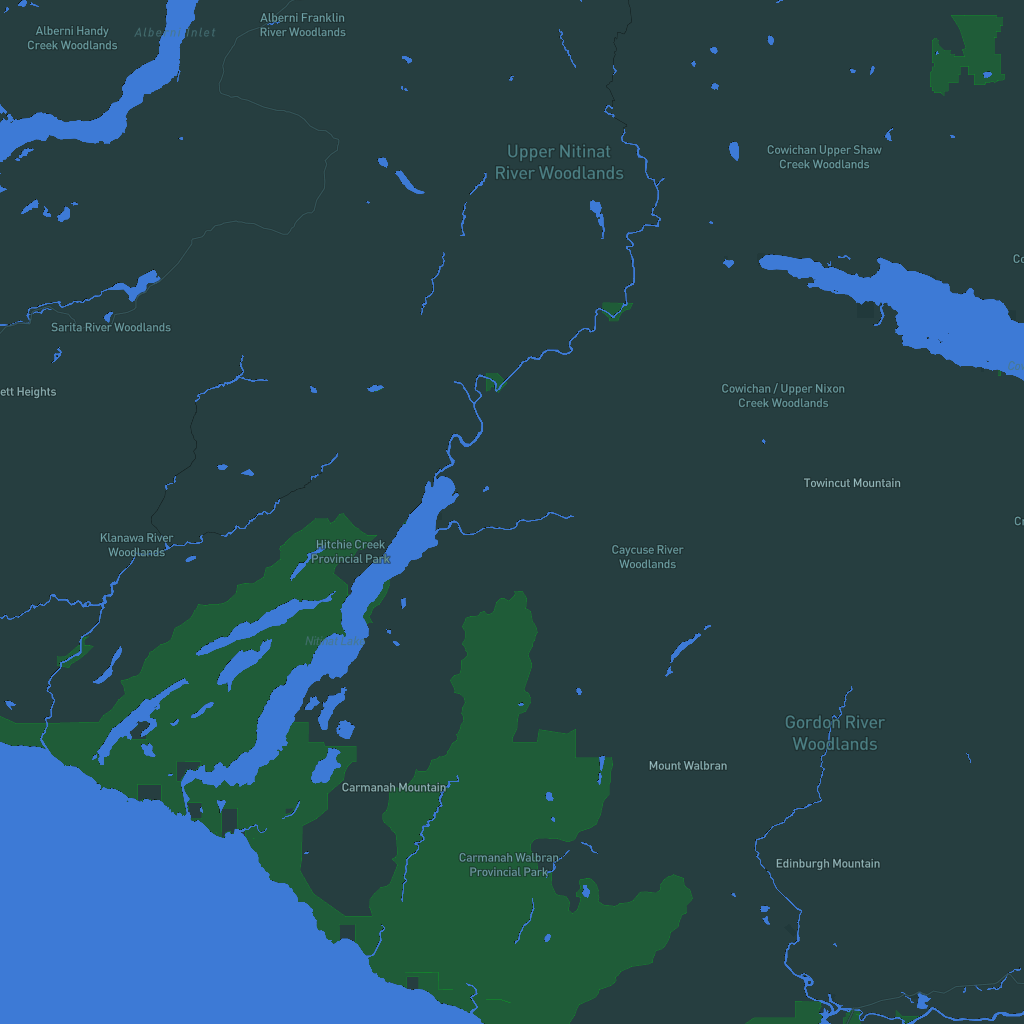 Alberni Handy
Creek Woodlands
Alberni Inlet
Alberni Franklin
River Woodlands
Upper Nitinat
River Woodlands
Cowichan Upper Shaw
Creek Woodlands
Sarita River Woodlands
ett Heights
Cowichan / Upper Nixon
Creek Woodlands
Towincut Mountain
Klanawa River
Woodlands
Hitchie Creek
Provincial Park
Caycuse River
Woodlands
Gordon River
Woodlands
Mount Walbran
Carmanah Mountain
Carmanah Walbran
Provincial Park
Edinburgh Mountain